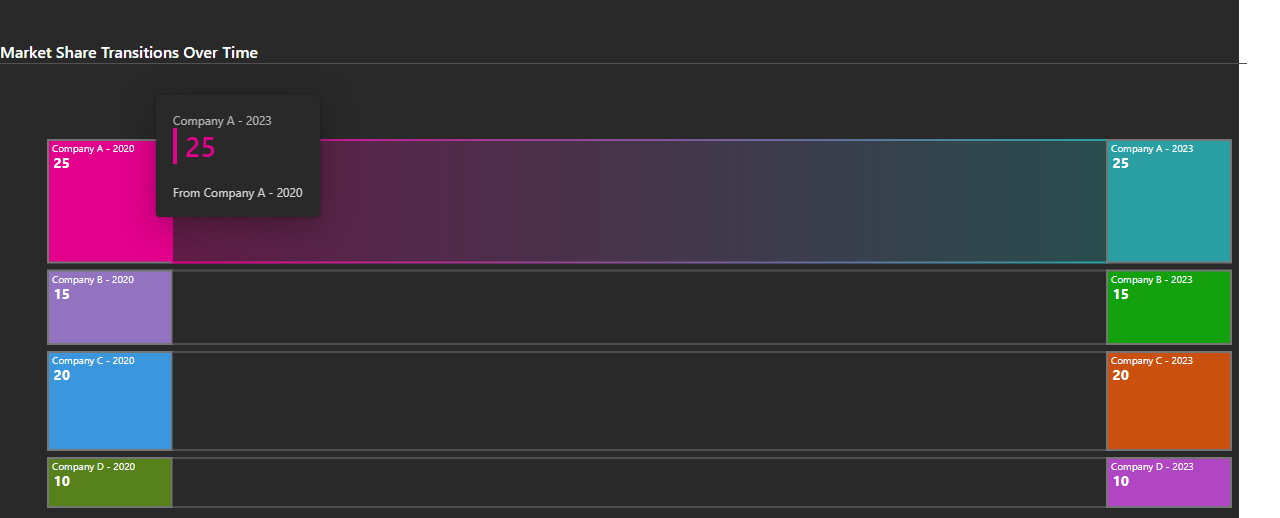 Market Share Transitions Over Time
Company A - 2023
25
From Company A - 2020
Company A - 2020
25
Company A - 2023
25
Company B - 2020
15
Company B - 2023
15
Company C - 2020
20
Company C - 2023
20
Company D - 2020
10
Company D - 2023
10